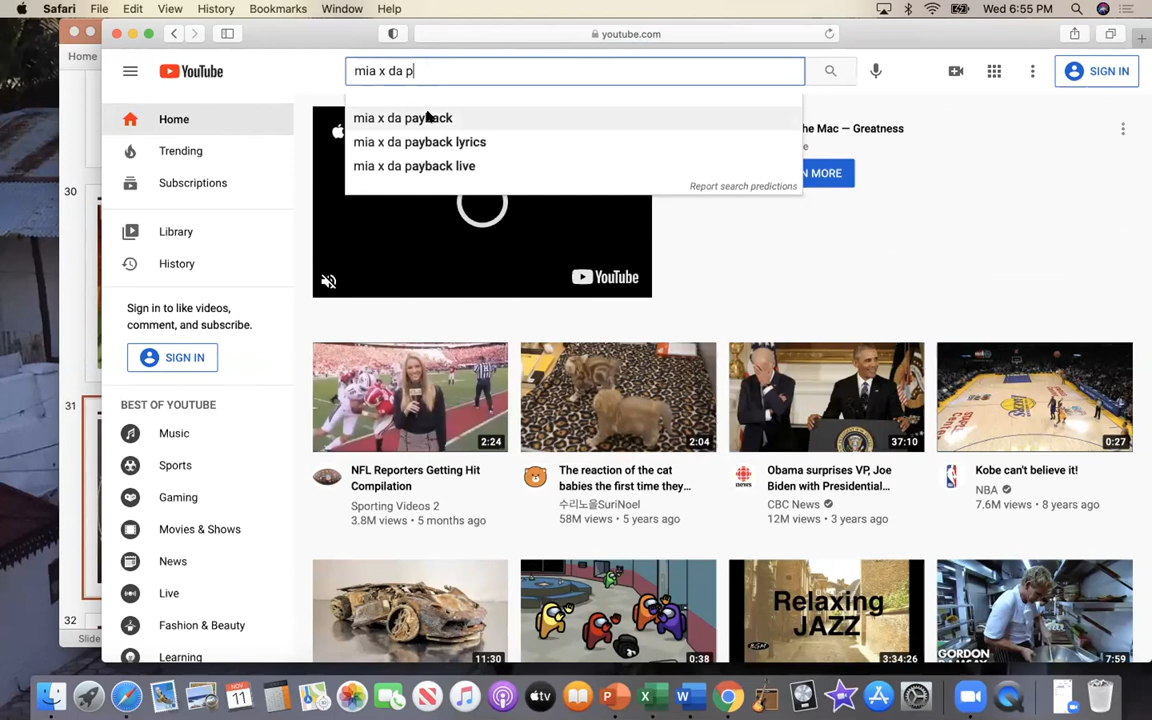 Safari File Edit View History Bookmarks Window Help Wed 6:55 PM
youtube.com
Home
YouTube
mia x da p
SIGN IN
mia x da payback
mia x da payback lyrics
mia x da payback live
Report search predictions
he Mac — Greatness
N MORE
YouTube
Home
Trending
Subscriptions
Library
History
Sign in to like videos,
comment, and subscribe.
SIGN IN
BEST OF YOUTUBE
Music
Sports
Gaming
Movies & Shows
News
Live
Fashion & Beauty
Learning
30
31
32
Slide
2:24
2:04
37:10
0:27
NFL Reporters Getting Hit
Compilation
Sporting Videos 2
3.8M views • 5 months ago
The reaction of the cat
babies the first time they...
수리노을SuriNoel
58M views • 5 years ago
news
Obama surprises VP, Joe
Biden with Presidential...
CBC News
12M views • 3 years ago
Kobe can't believe it!
NBA
7.6M views • 8 years ago
11:30
0:38
Relaxing
JAZZ
BGM
3:34:26
GORDON
RAMSAY
7:59
NOV
11